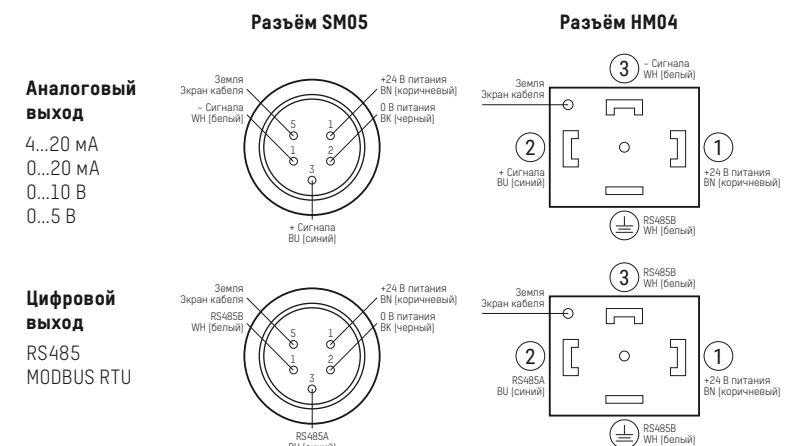 Разъём SM05
Разъём HM04
Аналоговый
выход
4...20 мА
0...20 мА
0...10 В
0...5 В
Земля
Экран кабеля
– Сигнала
WH (белый)
+24 В питания
BN (коричневый)
0 В питания
BK (черный)
5
1
1
2
3
+ Сигнала
BU (синий)
3
– Сигнала
WH (белый)
Земля
Экран кабеля
2
+ Сигнала
BU (синий)
1
+24 В питания
BN (коричневый)
RS485B
WH (белый)
Цифровой
выход
RS485
MODBUS RTU
Земля
Экран кабеля
RS485B
WH (белый)
+24 В питания
BN (коричневый)
0 В питания
BK (черный)
5
1
1
2
3
RS485A
BU (синий)
3
RS485B
WH (белый)
Земля
Экран кабеля
2
RS485A
BU (синий)
1
+24 В питания
BN (коричневый)
RS485B
WH (белый)